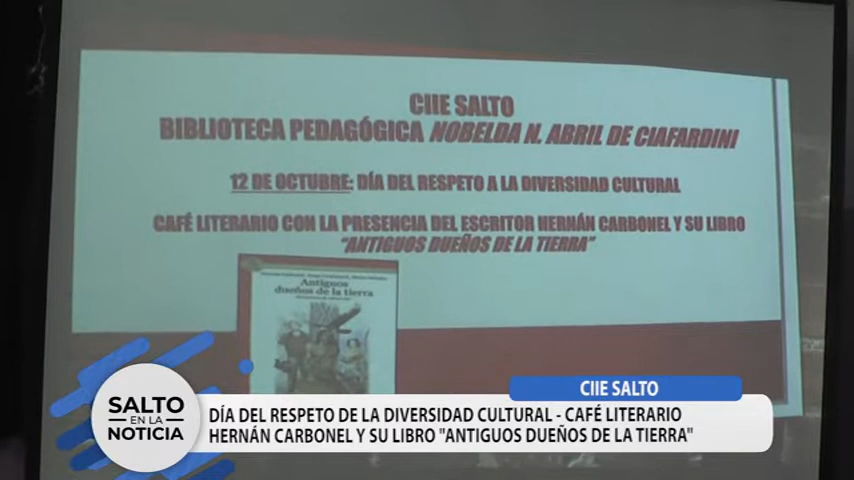 CIIE SALTO
BIBLIOTECA PEDAGÓGICA NOBELDA N. ABRIL DE CIAFARDINI
12 DE OCTUBRE: DÍA DEL RESPETO A LA DIVERSIDAD CULTURAL
CAFÉ LITERARIO CON LA PRESENCIA DEL ESCRITOR HERNÁN CARBONEL Y SU LIBRO
"ANTIGUOS DUEÑOS DE LA TIERRA"
Antiguos
dueños de la tierra
CIIE SALTO
SALTO
EN LA
NOTICIA
DÍA DEL RESPETO DE LA DIVERSIDAD CULTURAL - CAFÉ LITERARIO
HERNÁN CARBONEL Y SU LIBRO "ANTIGUOS DUEÑOS DE LA TIERRA"